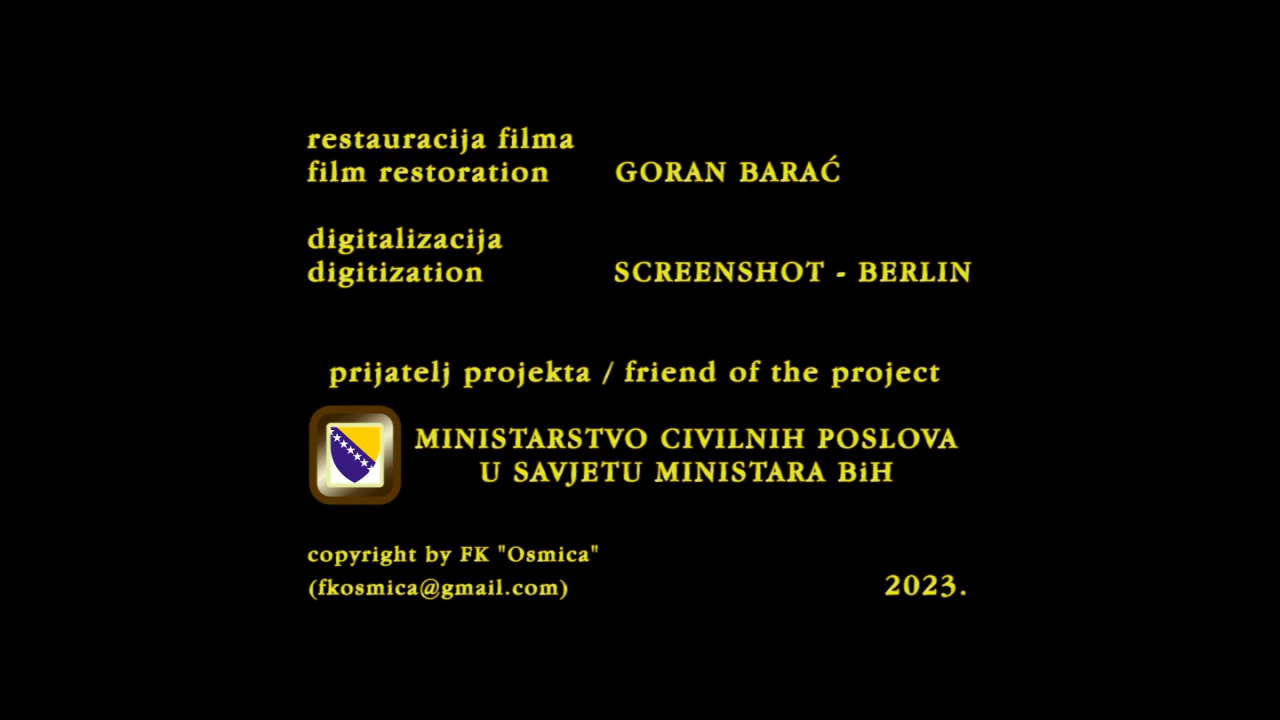 restauracija filma
film restoration GORAN BARAĆ
digitalizacija
digitization SCREENSHOT - BERLIN
prijatelj projekta / friend of the project
MINISTARSTVO CIVILNIH POSLOVA
U SAVJETU MINISTARA BiH
copyright by FK "Osmica"
(fkosmica@gmail.com) 2023.